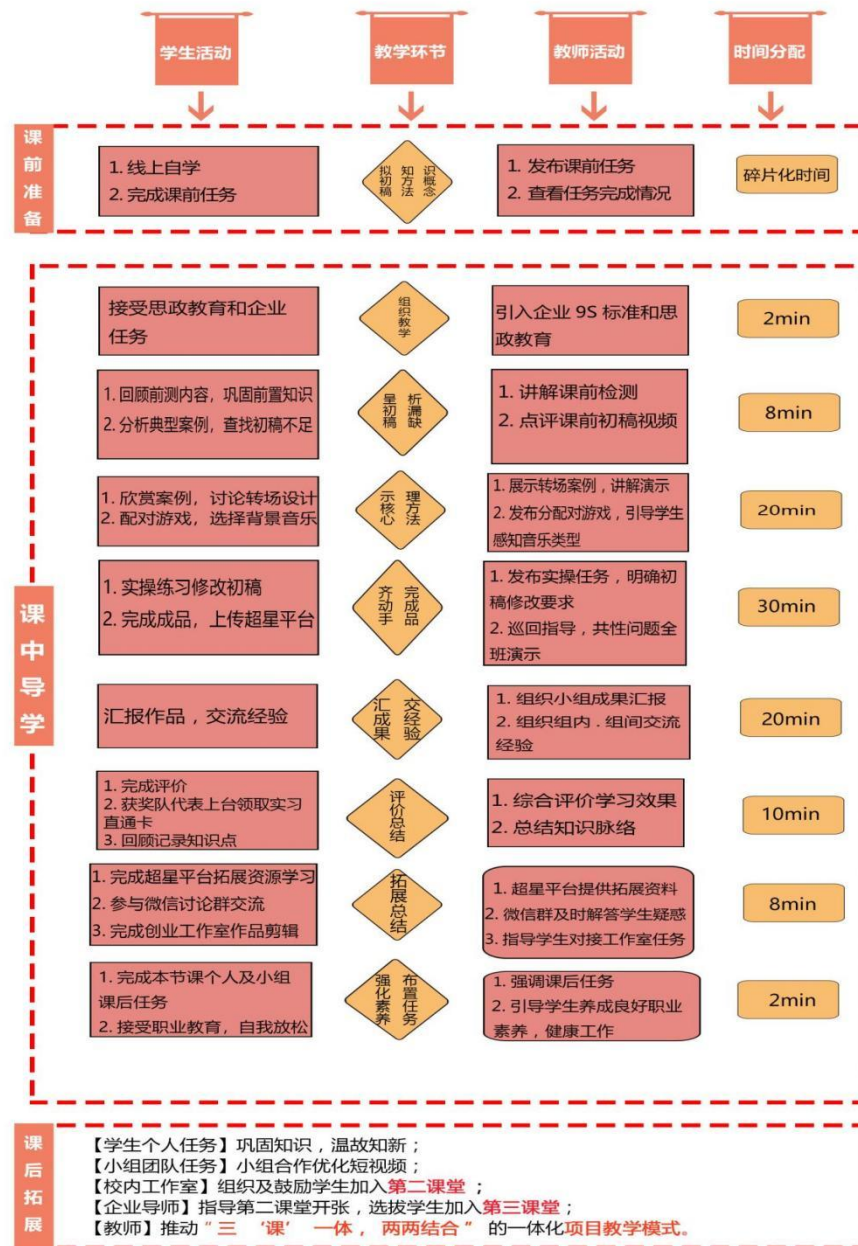 学生活动
教学环节
教师活动
时间分配
课前准备
1. 线上自学
2. 完成课前任务
拟初稿
知方法
识概念
1. 发布课前任务
2. 查看任务完成情况
碎片化时间
课中导学
接受思政教育和企业
任务
组织教学
引入企业 9S 标准和思
政教育
2min
1. 回顾前测内容，巩固前置知识
2. 分析典型案例，查找初稿不足
呈初稿
析漏缺
1. 讲解课前检测
2. 点评课前初稿视频
8min
1. 欣赏案例，讨论转场设计
2. 配对游戏，选择背景音乐
示核心
理方法
1. 展示转场案例，讲解演示
2. 发布分配对游戏，引导学生
感知音乐类型
20min
1. 实操练习修改初稿
2. 完成成品，上传超星平台
齐动手
完成品
1. 发布实操任务，明确初
稿修改要求
2. 巡回指导，共性问题全
班演示
30min
汇报作品，交流经验
汇成果
交经验
1. 组织小组成果汇报
2. 组织组内．组间交流
经验
20min
1. 完成评价
2. 获奖队代表上台领取实习
直通卡
3. 回顾记录知识点
评价总结
1. 综合评价学习效果
2. 总结知识脉络
10min
1. 完成超星平台拓展资源学习
2. 参与微信讨论群交流
3. 完成创业工作室作品剪辑
拓展总结
1. 超星平台提供拓展资料
2. 微信群及时解答学生疑惑
3. 指导学生对接工作室任务
8min
1. 完成本节课个人及小组
课后任务
2. 接受职业教育，自我放松
强化素养
布置任务
1. 强调课后任务
2. 引导学生养成良好职业
素养，健康工作
2min
课后拓展
【学生个人任务】巩固知识，温故知新；
【小组团队任务】小组合作优化短视频；
【校内工作室】组织及鼓励学生加入第二课堂；
【企业导师】指导第二课堂开张，选拔学生加入第三课堂；
【教师】推动“三 ‘课’ 一体，两两结合”的一体化项目教学模式。